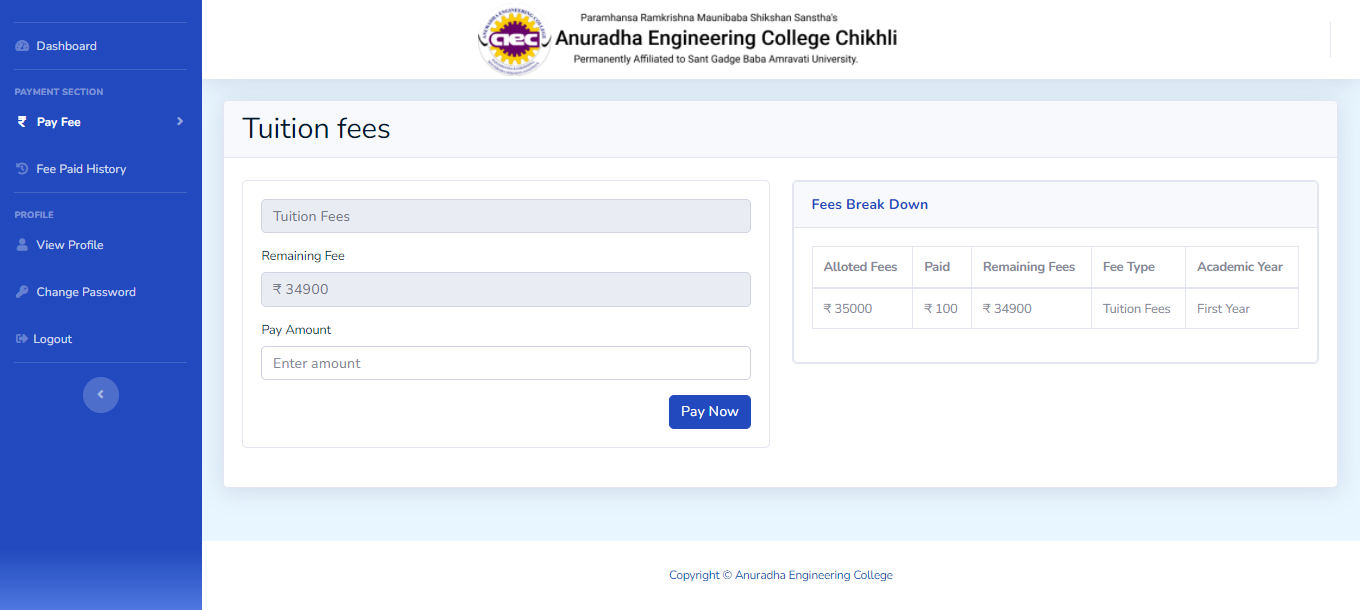 Dashboard
PAYMENT SECTION
₹ Pay Fee
Fee Paid History
PROFILE
View Profile
Change Password
Logout
Paramhansa Ramkrishna Maunibaba Shikshan Sanstha's
aec Anuradha Engineering College Chikhli
Permanently Affiliated to Sant Gadge Baba Amravati University.
Tuition fees
Tuition Fees
Remaining Fee
₹ 34900
Pay Amount
Enter amount
Pay Now
Fees Break Down
Alloted Fees Paid Remaining Fees Fee Type Academic Year
₹ 35000 ₹ 100 ₹ 34900 Tuition Fees First Year
Copyright © Anuradha Engineering College